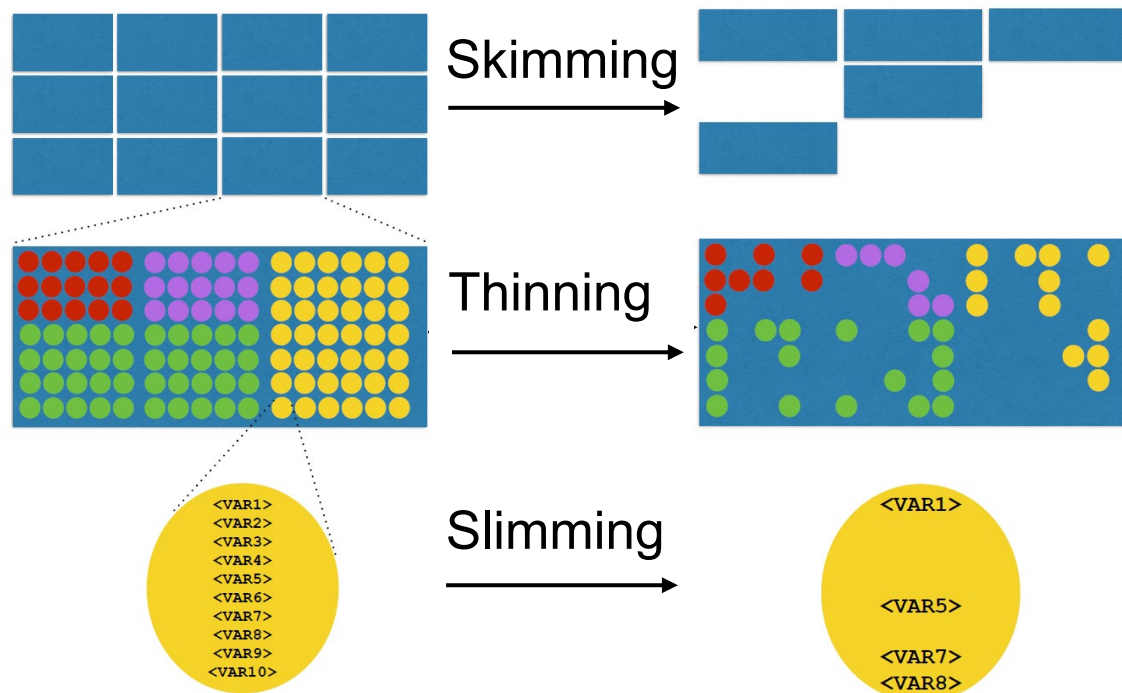 Skimming
Thinning
Slimming
<VAR1>
<VAR2>
<VAR3>
<VAR4>
<VAR5>
<VAR6>
<VAR7>
<VAR8>
<VAR9>
<VAR10>
<VAR1>
<VAR5>
<VAR7>
<VAR8>